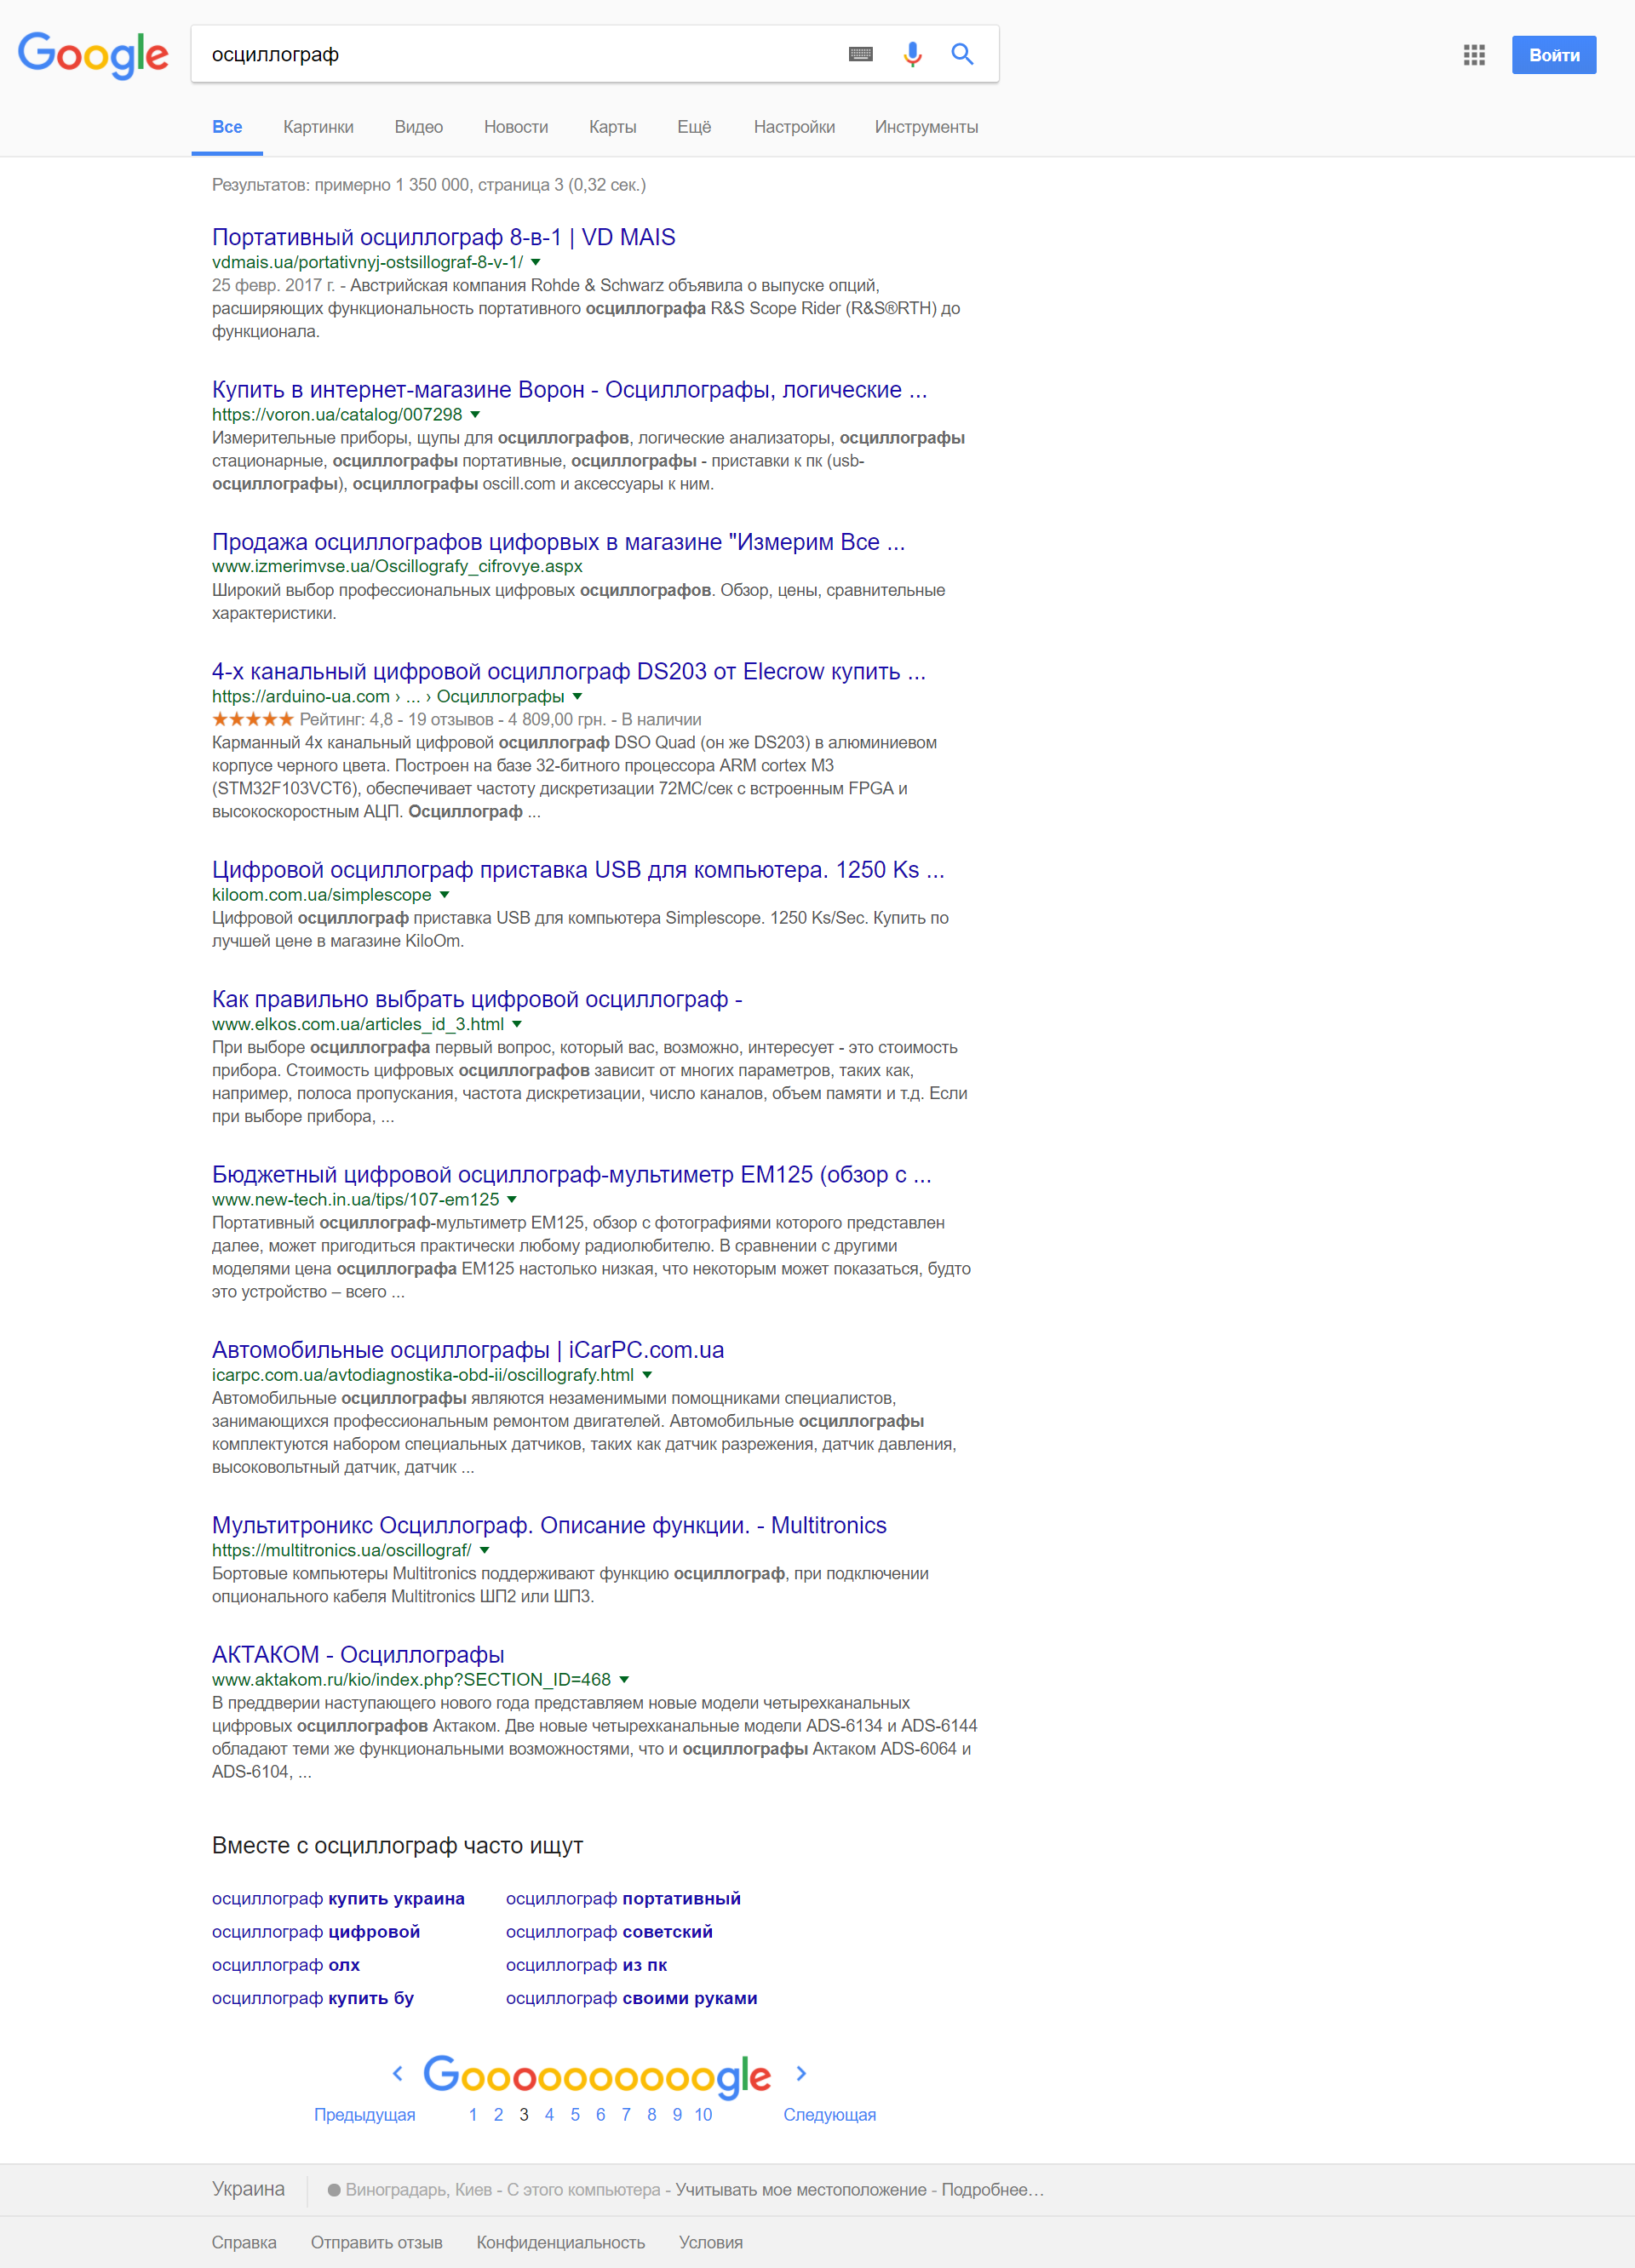 Google
осциллограф
Войти
Все Картинки Видео Новости Карты Ещё Настройки Инструменты
Результатов: примерно 1 350 000, страница 3 (0,32 сек.)
Портативный осциллограф 8-в-1 | VD MAIS
vdmais.ua/portativnyj-ostsillograf-8-v-1/
25 февр. 2017 г. - Австрийская компания Rohde & Schwarz объявила о выпуске опций,
расширяющих функциональность портативного осциллографа R&S Scope Rider (R&S®RTH) до
функционала.
Купить в интернет-магазине Ворон - Осциллографы, логические ...
https://voron.ua/catalog/007298
Измерительные приборы, щупы для осциллографов, логические анализаторы, осциллографы
стационарные, осциллографы портативные, осциллографы - приставки к пк (usb-
осциллографы), осциллографы oscill.com и аксессуары к ним.
Продажа осциллографов цифорвых в магазине "Измерим Все ...
www.izmerimvse.ua/Oscillografy_cifrovye.aspx
Широкий выбор профессиональных цифровых осциллографов. Обзор, цены, сравнительные
характеристики.
4-х канальный цифровой осциллограф DS203 от Elecrow купить ...
https://arduino-ua.com › ... › Осциллографы
Рейтинг: 4,8 - 19 отзывов - 4 809,00 грн. - В наличии
Карманный 4х канальный цифровой осциллограф DSO Quad (он же DS203) в алюминиевом
корпусе черного цвета. Построен на базе 32-битного процессора ARM cortex M3
(STM32F103VCT6), обеспечивает частоту дискретизации 72МС/сек с встроенным FPGA и
высокоскоростным АЦП. Осциллограф ...
Цифровой осциллограф приставка USB для компьютера. 1250 Ks ...
kiloom.com.ua/simplescope
Цифровой осциллограф приставка USB для компьютера Simplescope. 1250 Ks/Sec. Купить по
лучшей цене в магазине KiloOm.
Как правильно выбрать цифровой осциллограф -
www.elkos.com.ua/articles_id_3.html
При выборе осциллографа первый вопрос, который вас, возможно, интересует - это стоимость
прибора. Стоимость цифровых осциллографов зависит от многих параметров, таких как,
например, полоса пропускания, частота дискретизации, число каналов, объем памяти и т.д. Если
при выборе прибора, ...
Бюджетный цифровой осциллограф-мультиметр EM125 (обзор с ...
www.new-tech.in.ua/tips/107-em125
Портативный осциллограф-мультиметр EM125, обзор с фотографиями которого представлен
далее, может пригодиться практически любому радиолюбителю. В сравнении с другими
моделями цена осциллографа EM125 настолько низкая, что некоторым может показаться, будто
это устройство – всего ...
Автомобильные осциллографы | iCarPC.com.ua
icarpc.com.ua/avtodiagnostika-obd-ii/oscillografy.html
Автомобильные осциллографы являются незаменимыми помощниками специалистов,
занимающихся профессиональным ремонтом двигателей. Автомобильные осциллографы
комплектуются набором специальных датчиков, таких как датчик разрежения, датчик давления,
высоковольтный датчик, датчик ...
Мультитроникс Осциллограф. Описание функции. - Multitronics
https://multitronics.ua/oscillograf/
Бортовые компьютеры Multitronics поддерживают функцию осциллограф, при подключении
опционального кабеля Multitronics ШП2 или ШП3.
АКТАКОМ - Осциллографы
www.aktakom.ru/kio/index.php?SECTION_ID=468
В преддверии наступающего нового года представляем новые модели четырехканальных
цифровых осциллографов Актаком. Две новые четырехканальные модели ADS-6134 и ADS-6144
обладают теми же функциональными возможностями, что и осциллографы Актаком ADS-6064 и
ADS-6104, ...
Вместе с осциллограф часто ищут
осциллограф купить украина осциллограф портативный
осциллограф цифровой осциллограф советский
осциллограф олх осциллограф из пк
осциллограф купить бу осциллограф своими руками
Goooooooooogle
Предыдущая 1 2 3 4 5 6 7 8 9 10 Следующая
Украина Виноградарь, Киев - С этого компьютера - Учитывать мое местоположение - Подробнее…
Справка Отправить отзыв Конфиденциальность Условия